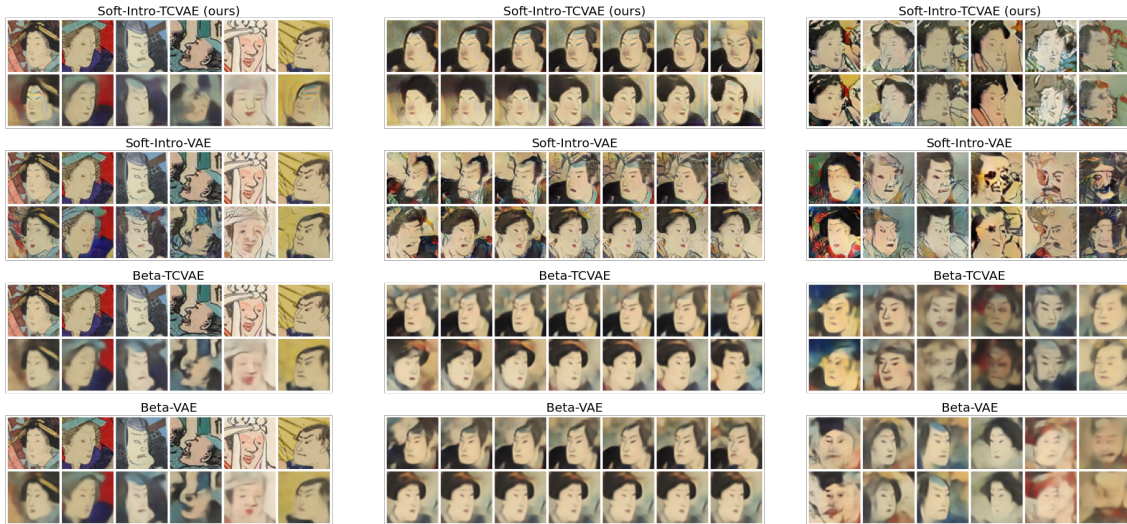 Soft-Intro-TCVAE (ours)
Soft-Intro-TCVAE (ours)
Soft-Intro-TCVAE (ours)
Soft-Intro-VAE
Soft-Intro-VAE
Soft-Intro-VAE
Beta-TCVAE
Beta-TCVAE
Beta-TCVAE
Beta-VAE
Beta-VAE
Beta-VAE